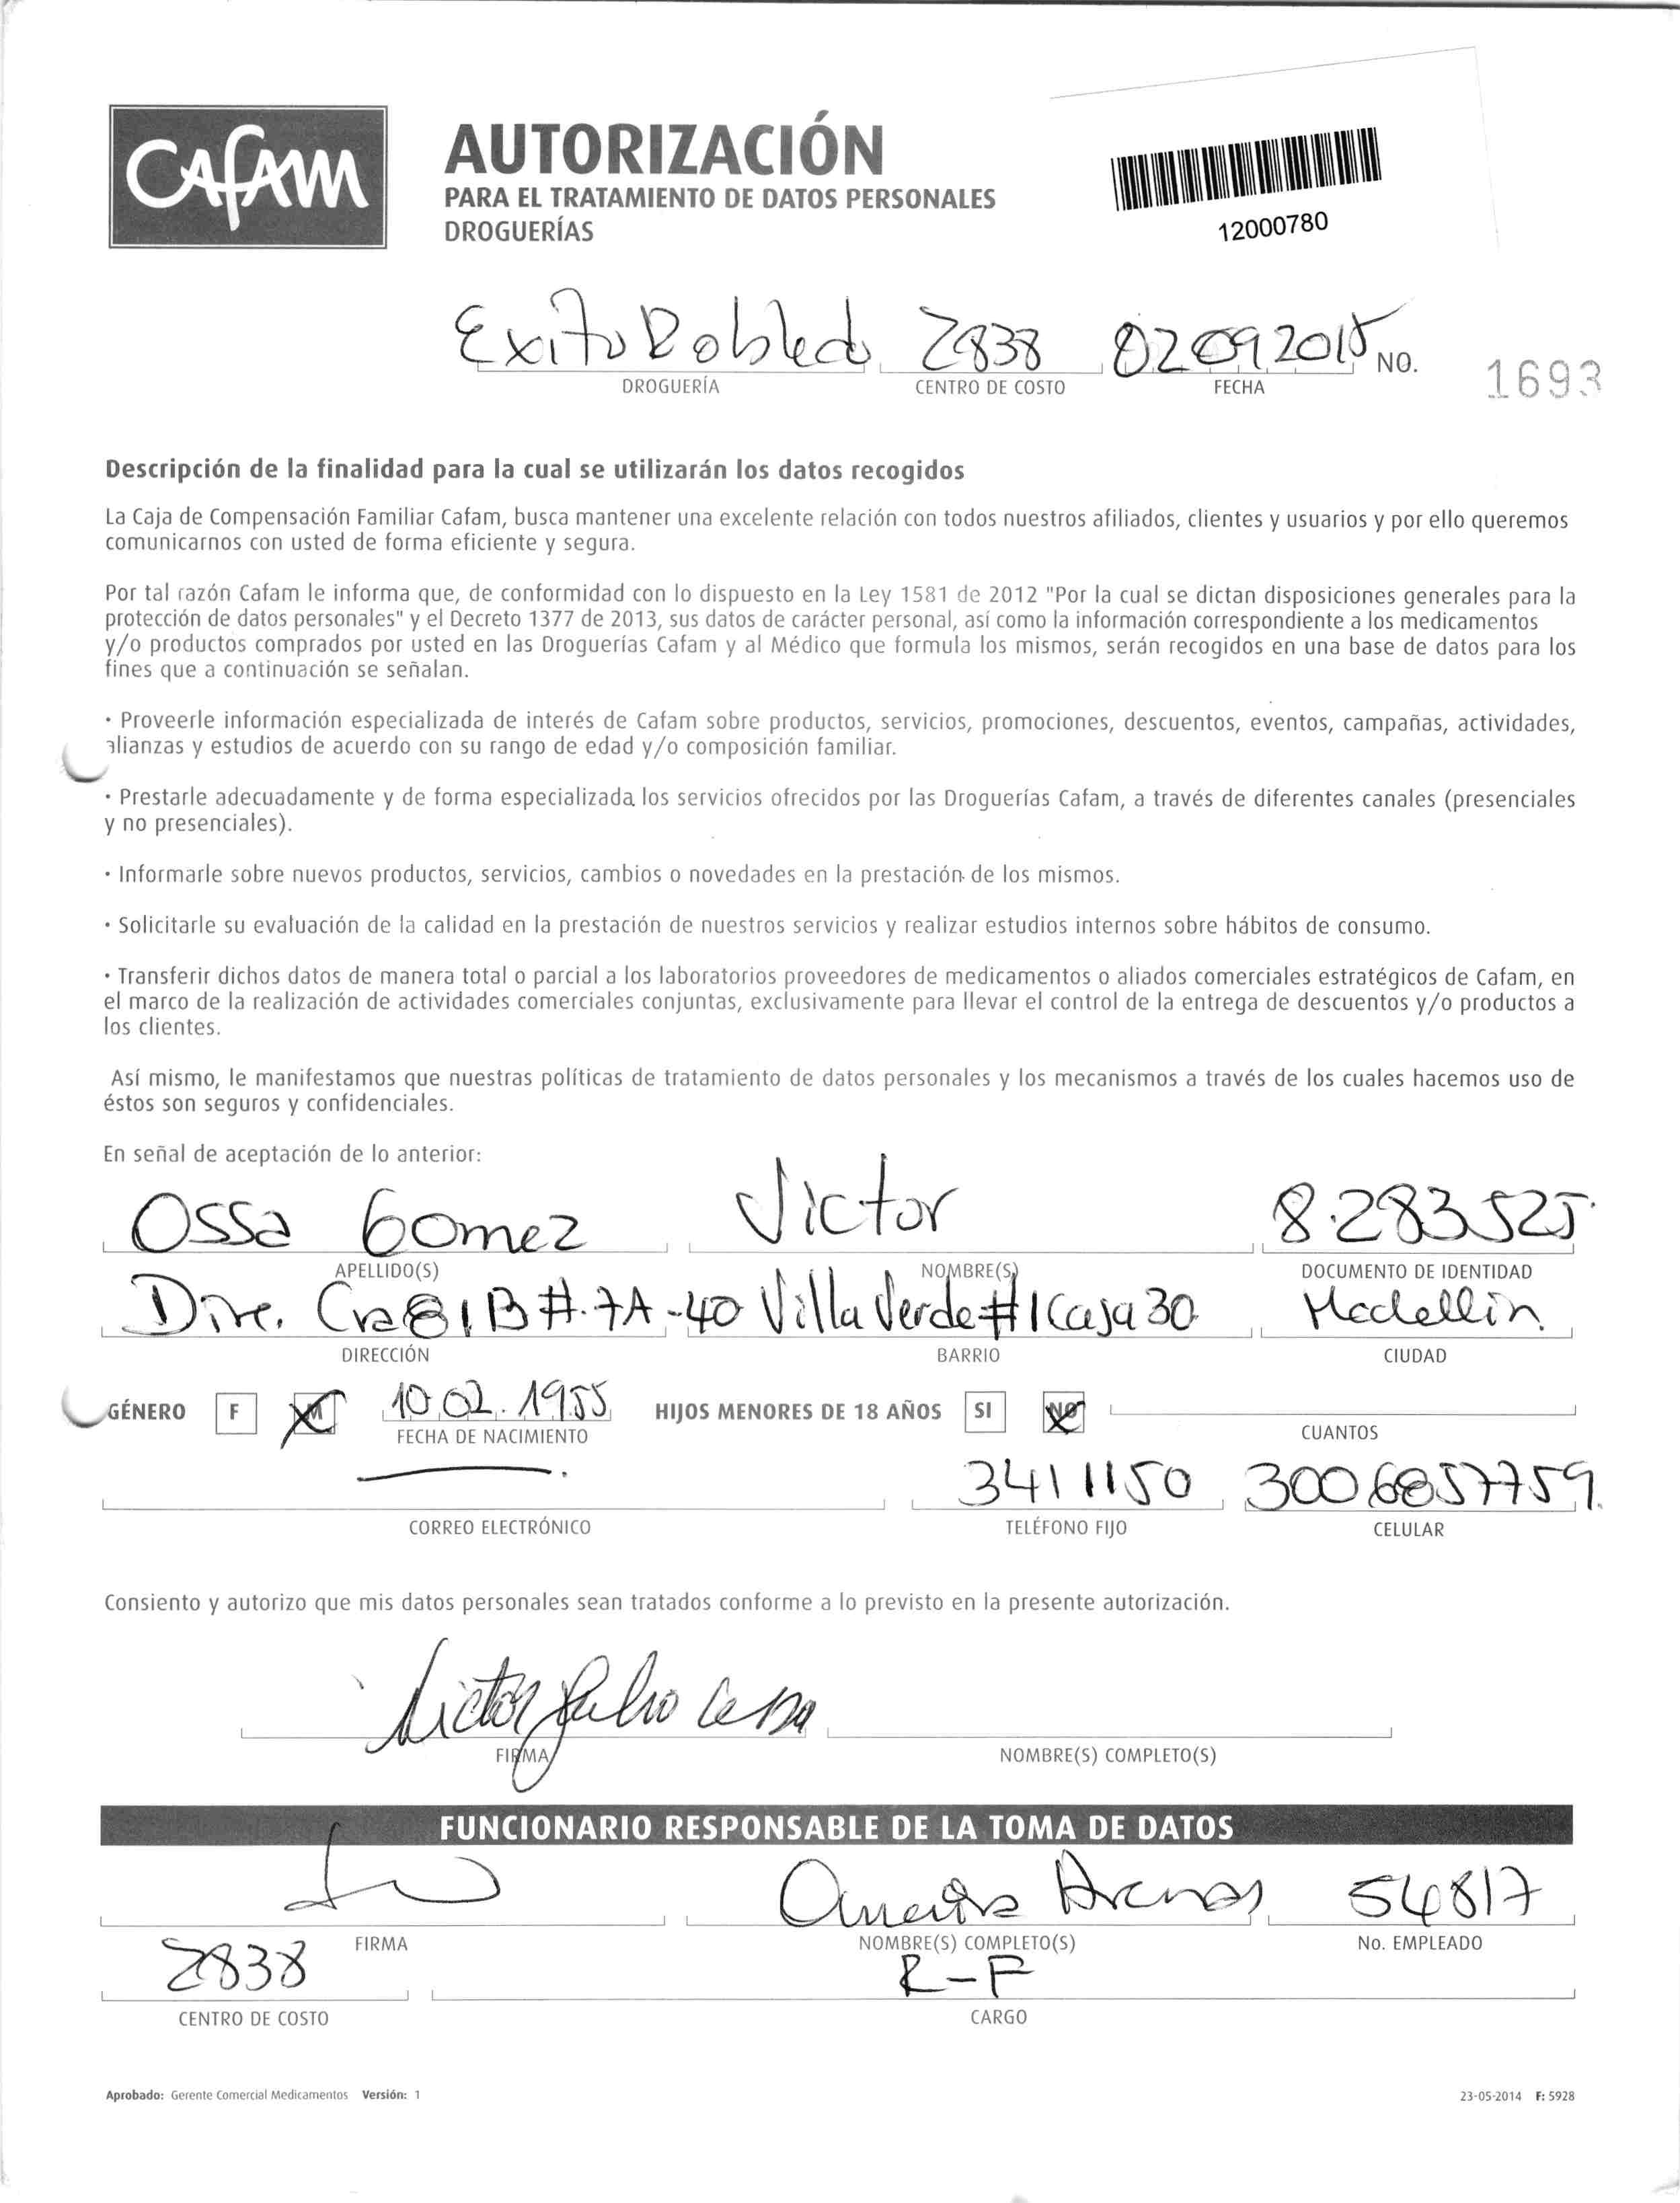 CAFAM
AUTORIZACIÓN
PARA EL TRATAMIENTO DE DATOS PERSONALES
DROGUERÍAS
12000780
Exito Robledo 2838 02 09 2015 NO. 1693
DROGUERÍA CENTRO DE COSTO FECHA
Descripción de la finalidad para la cual se utilizarán los datos recogidos
La Caja de Compensación Familiar Cafam, busca mantener una excelente relación con todos nuestros afiliados, clientes y usuarios y por ello queremos
comunicarnos con usted de forma eficiente y segura.
Por tal razón Cafam le informa que, de conformidad con lo dispuesto en la Ley 1581 de 2012 "Por la cual se dictan disposiciones generales para la
protección de datos personales" y el Decreto 1377 de 2013, sus datos de carácter personal, así como la información correspondiente a los medicamentos
y/o productos comprados por usted en las Droguerías Cafam y al Médico que formula los mismos, serán recogidos en una base de datos para los
fines que a continuación se señalan.
· Proveerle información especializada de interés de Cafam sobre productos, servicios, promociones, descuentos, eventos, campañas, actividades,
alianzas y estudios de acuerdo con su rango de edad y/o composición familiar.
· Prestarle adecuadamente y de forma especializada los servicios ofrecidos por las Droguerías Cafam, a través de diferentes canales (presenciales
y no presenciales).
· Informarle sobre nuevos productos, servicios, cambios o novedades en la prestación de los mismos.
· Solicitarle su evaluación de la calidad en la prestación de nuestros servicios y realizar estudios internos sobre hábitos de consumo.
· Transferir dichos datos de manera total o parcial a los laboratorios proveedores de medicamentos o aliados comerciales estratégicos de Cafam, en
el marco de la realización de actividades comerciales conjuntas, exclusivamente para llevar el control de la entrega de descuentos y/o productos a
los clientes.
Así mismo, le manifestamos que nuestras políticas de tratamiento de datos personales y los mecanismos a través de los cuales hacemos uso de
éstos son seguros y confidenciales.
En señal de aceptación de lo anterior:
Ossa Gomez Victor 8.283.525
APELLIDO(S) NOMBRE(S) DOCUMENTO DE IDENTIDAD
Dire. Cra 81B #.7A-40 Villa Verde #1 Casa 30 Medellin
DIRECCIÓN BARRIO CIUDAD
GÉNERO F M 10.02.1955 HIJOS MENORES DE 18 AÑOS SI NO
FECHA DE NACIMIENTO CUANTOS
3411150 3006857759
CORREO ELECTRÓNICO TELÉFONO FIJO CELULAR
Consiento y autorizo que mis datos personales sean tratados conforme a lo previsto en la presente autorización.
Victor Julio
FIRMA NOMBRE(S) COMPLETO(S)
FUNCIONARIO RESPONSABLE DE LA TOMA DE DATOS
Arenas 54817
FIRMA NOMBRE(S) COMPLETO(S) No. EMPLEADO
2838 R-F
CENTRO DE COSTO CARGO
Aprobado: Gerente Comercial Medicamentos Versión: 1 23-05-2014 F: 5928